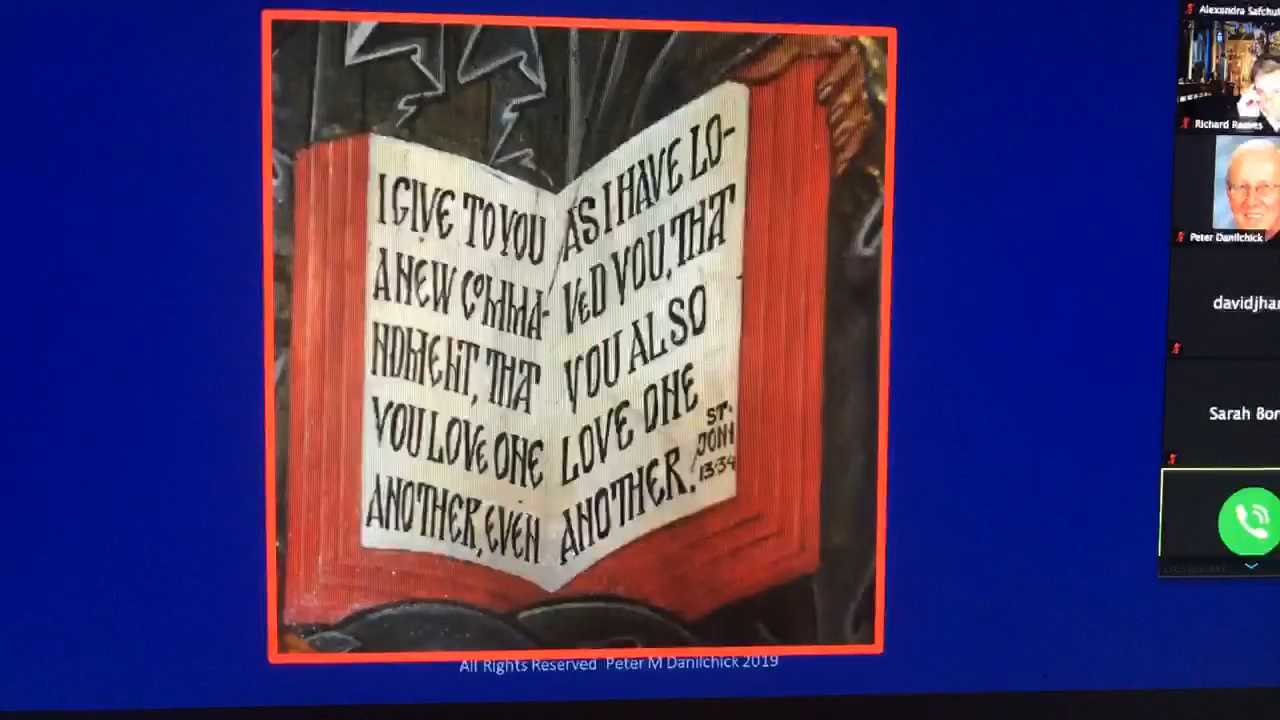 I GIVE TO YOU
A NEW COMMA-
NDMENT, THAT
YOU LOVE ONE
ANOTHER, EVEN
AS I HAVE LO-
VED YOU, THAT
YOU ALSO
LOVE ONE
ANOTHER.
ST.
JOHN
13:34
All Rights Reserved Peter M Danilchick 2019
Alexandra Safchu
Richard Reeves
Peter Danilchick
davidjhar
Sarah Bor